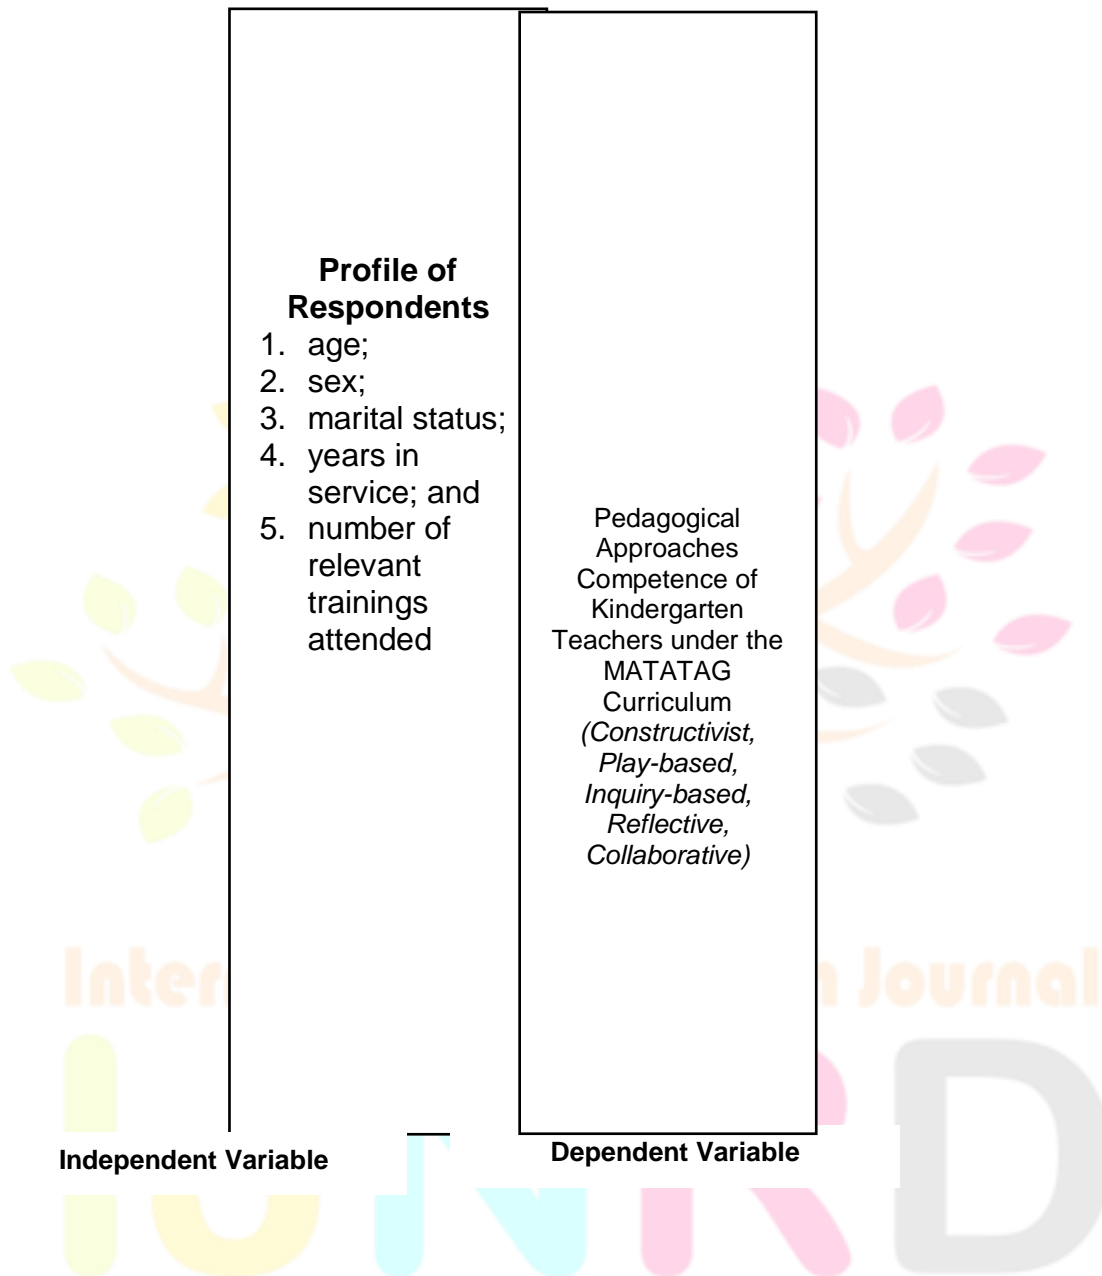 Profile of
Respondents
1. age;
2. sex;
3. marital status;
4. years in
service; and
5. number of
relevant
trainings
attended
Pedagogical
Approaches
Competence of
Kindergarten
Teachers under the
MATATAG
Curriculum
(Constructivist,
Play-based,
Inquiry-based,
Reflective,
Collaborative)
Journal
Independent Variable
Dependent Variable